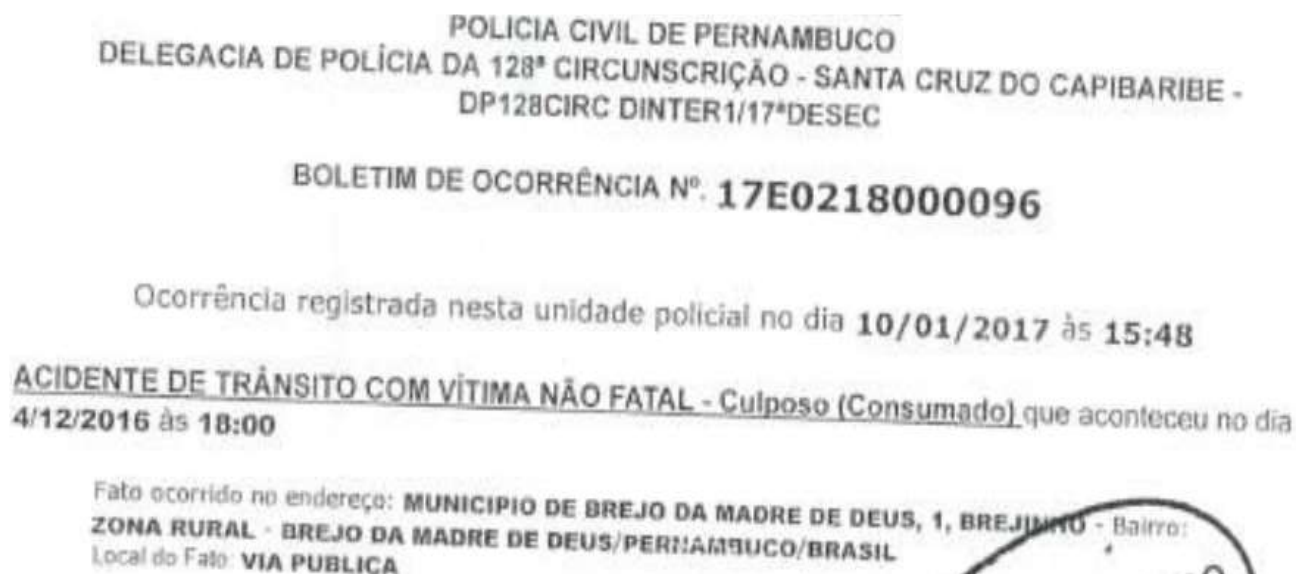 POLICIA CIVIL DE PERNAMBUCO
DELEGACIA DE POLÍCIA DA 128ª CIRCUNSCRIÇÃO - SANTA CRUZ DO CAPIBARIBE -
DP128CIRC DINTER1/17ªDESEC
BOLETIM DE OCORRÊNCIA Nº. 17E0218000096
Ocorrência registrada nesta unidade policial no dia 10/01/2017 às 15:48
ACIDENTE DE TRÂNSITO COM VÍTIMA NÃO FATAL - Culposo (Consumado) que aconteceu no dia
4/12/2016 às 18:00
Fato ocorrido no endereço: MUNICIPIO DE BREJO DA MADRE DE DEUS, 1, BREJINHO - Bairro:
ZONA RURAL - BREJO DA MADRE DE DEUS/PERNAMBUCO/BRASIL
Local do Fato: VIA PUBLICA